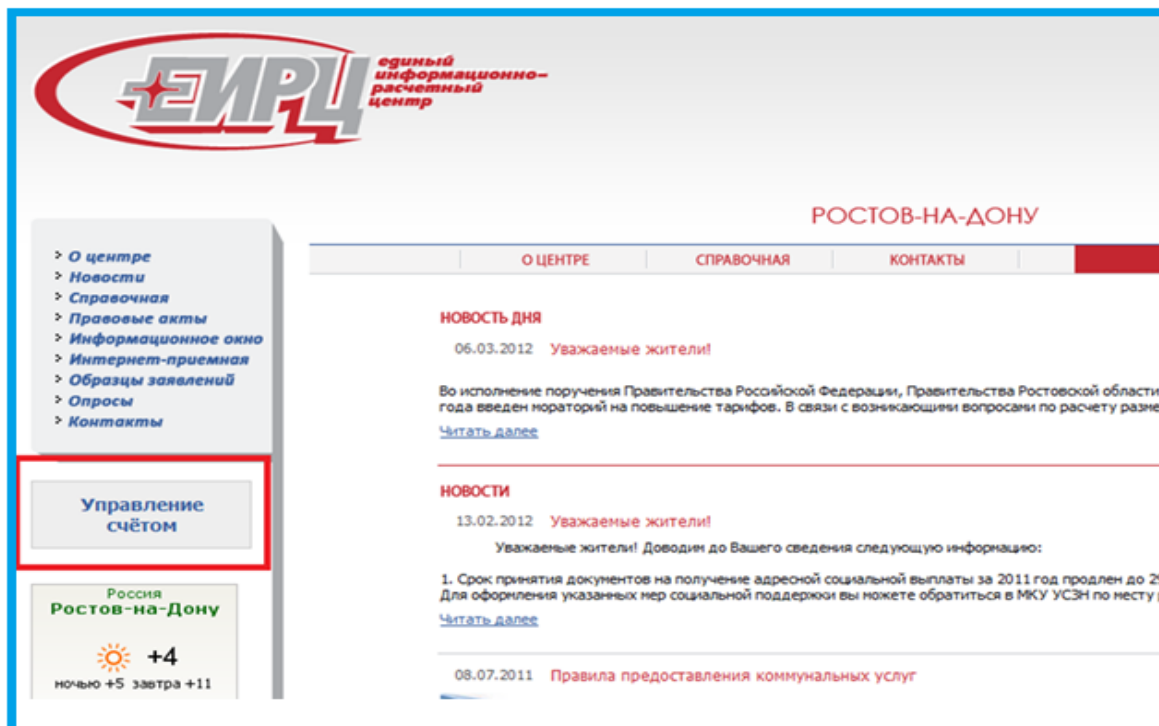 ЕИРЦ
единый
информационно-
расчетный
центр
РОСТОВ-НА-ДОНУ
О ЦЕНТРЕ СПРАВОЧНАЯ КОНТАКТЫ
О центре
Новости
Справочная
Правовые акты
Информационное окно
Интернет-приемная
Образцы заявлений
Опросы
Контакты
Управление
счётом
Россия
Ростов-на-Дону
+4
ночью +5 завтра +11
НОВОСТЬ ДНЯ
06.03.2012 Уважаемые жители!
Во исполнение поручения Правительства Российской Федерации, Правительства Ростовской области
года введен мораторий на повышение тарифов. В связи с возникающими вопросами по расчету разме
Читать далее
НОВОСТИ
13.02.2012 Уважаемые жители!
Уважаемые жители! Доводим до Вашего сведения следующую информацию:
1. Срок принятия документов на получение адресной социальной выплаты за 2011 год продлен до 29
Для оформления указанных мер социальной поддержки вы можете обратиться в МКУ УСЗН по месту
Читать далее
08.07.2011 Правила предоставления коммунальных услуг